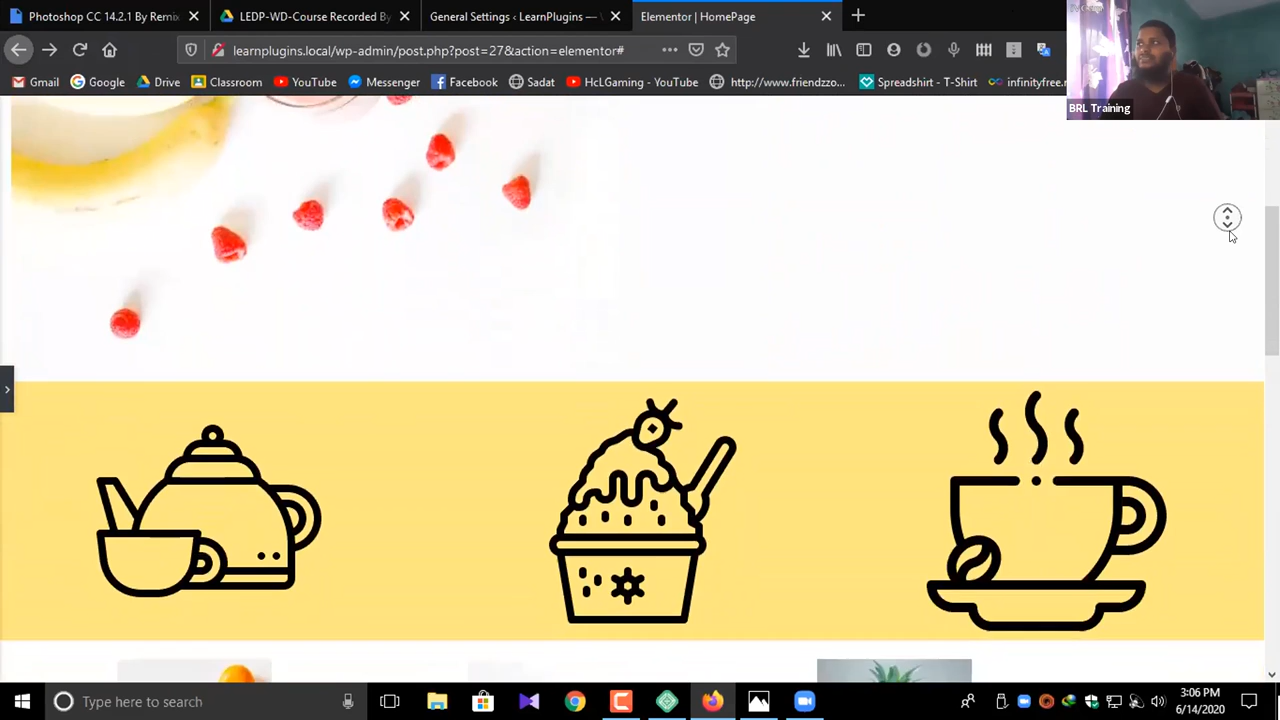 Photoshop CC 14.2.1 By Remix
LEDP-WD-Course Recorded By
General Settings ‹ LearnPlugins — W
Elementor | HomePage
learnplugins.local/wp-admin/post.php?post=27&action=elementor#
Gmail
Google
Drive
Classroom
YouTube
Messenger
Facebook
Sadat
HclGaming - YouTube
http://www.friendzzo...
Spreadshirt - T-Shirt
infinityfree.n
BRL Training
Type here to search
3:06 PM
6/14/2020